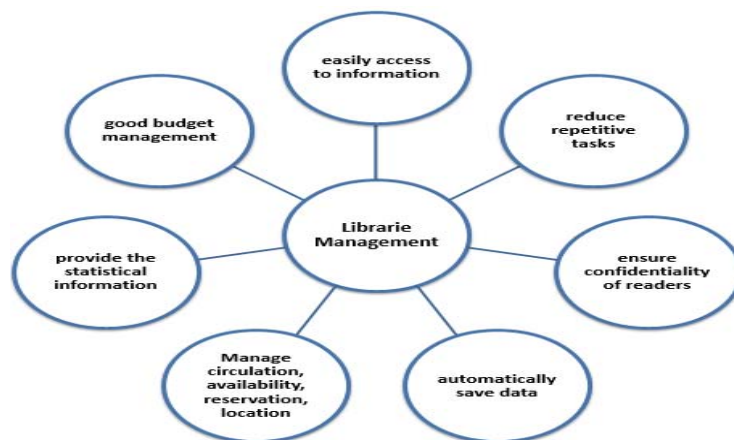 easily access
to information
good budget
management
reduce
repetitive
tasks
Librarie
Management
provide the
statistical
information
ensure
confidentiality
of readers
Manage
circulation,
availability,
reservation,
location
automatically
save data